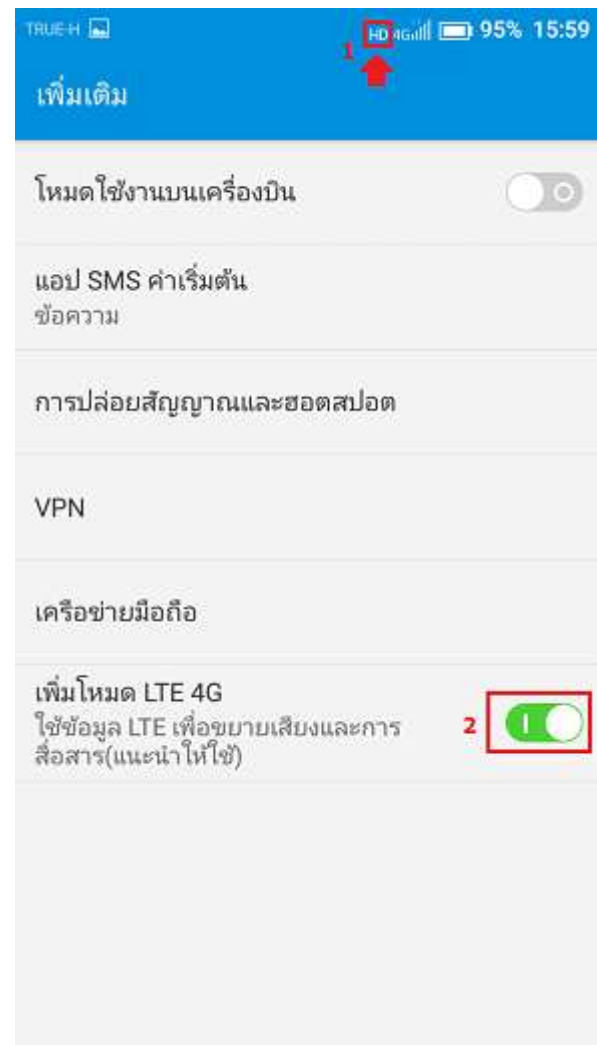 TRUE-H HD 4G 95% 15:59
1
เพิ่มเติม
โหมดใช้งานบนเครื่องบิน
แอป SMS ค่าเริ่มต้น
ข้อความ
การปล่อยสัญญาณและฮอตสปอต
VPN
เครือข่ายมือถือ
เพิ่มโหมด LTE 4G
ใช้ข้อมูล LTE เพื่อขยายเสียงและการ
สื่อสาร(แนะนำให้ใช้)
2